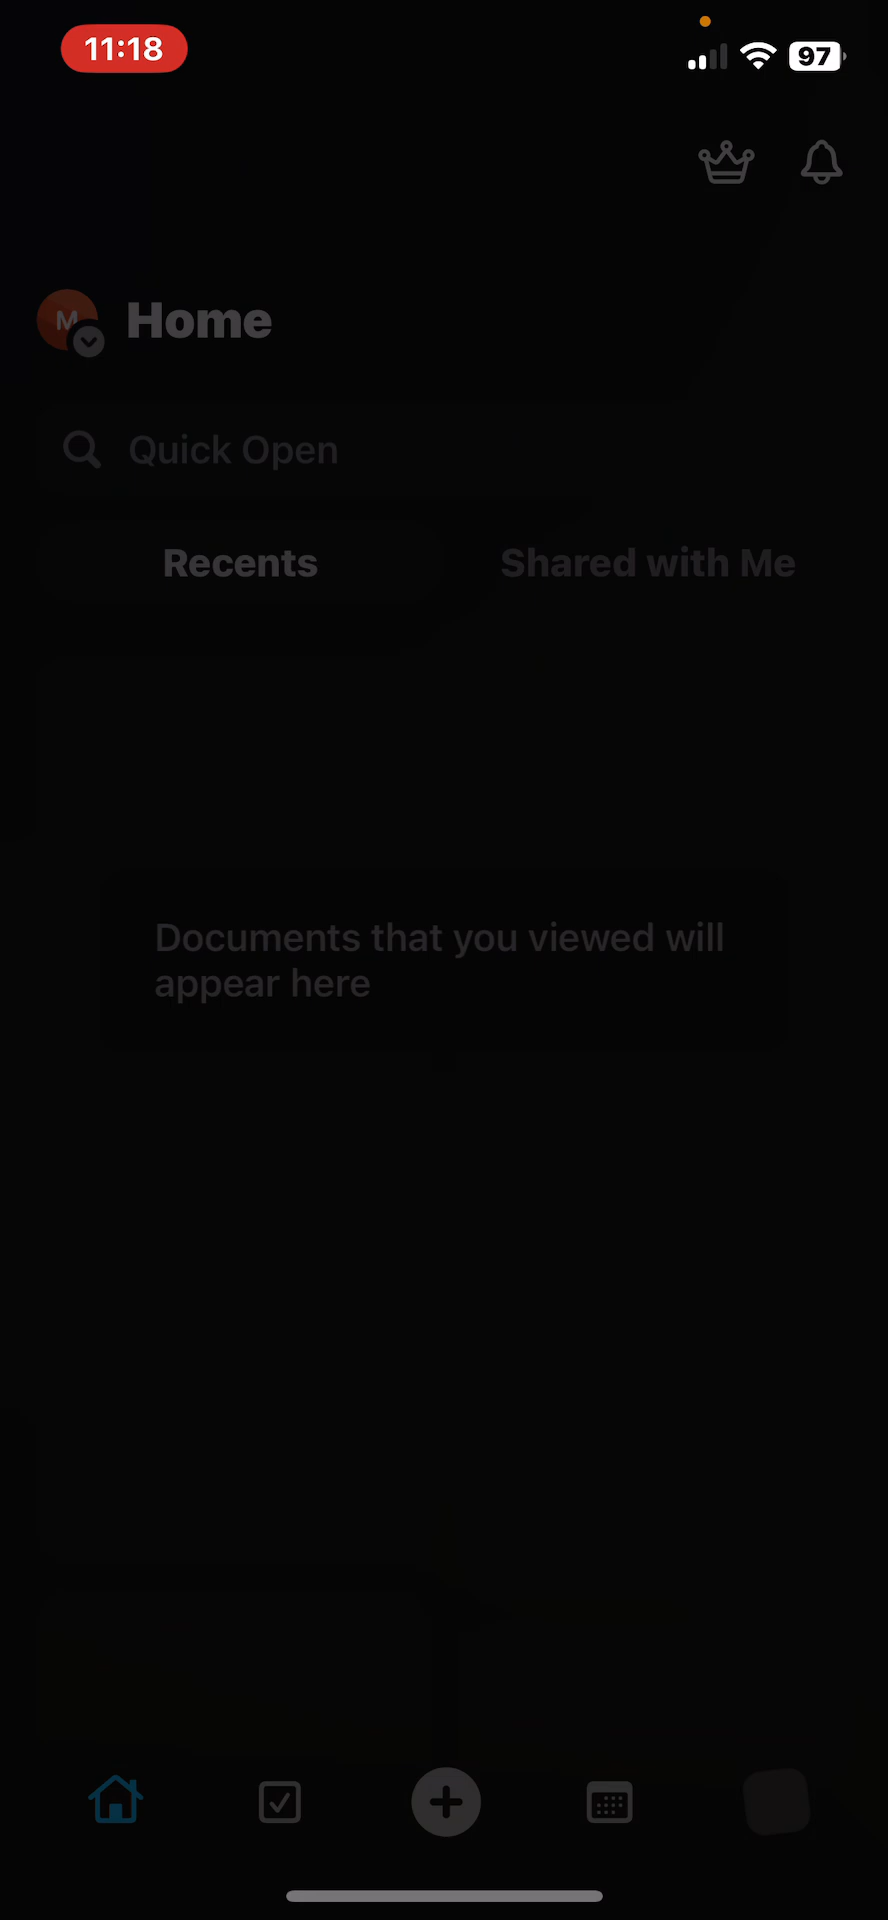 11:18
97
M
Home
Quick Open
Recents
Shared with Me
Documents that you viewed will
appear here